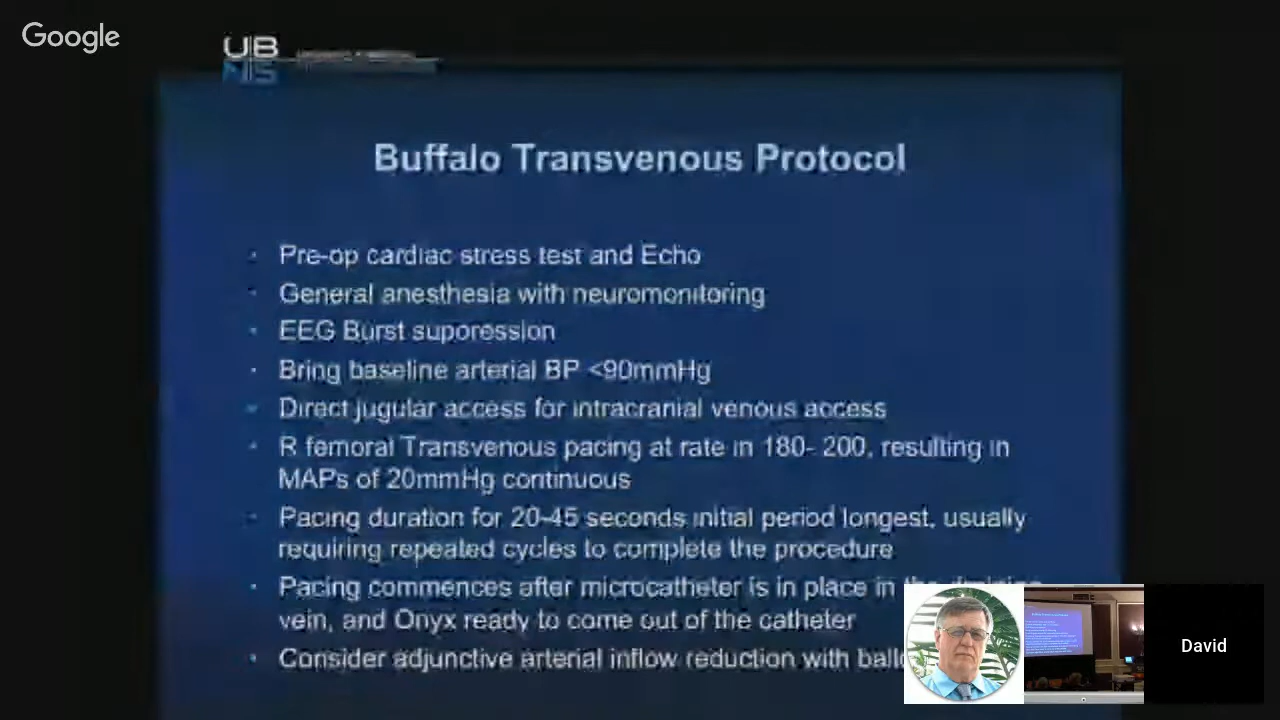 Google
UB
NS
Buffalo Transvenous Protocol
· Pre-op cardiac stress test and Echo
· General anesthesia with neuromonitoring
· EEG Burst suporession
· Bring baseline arterial BP <90mmHg
· Direct jugular access for intracranial venous access
· R femoral Transvenous pacing at rate in 180- 200, resulting in
MAPs of 20mmHg continuous
· Pacing duration for 20-45 seconds initial period longest, usually
requiring repeated cycles to complete the procedure
· Pacing commences after microcatheter is in place in
vein, and Onyx ready to come out of the catheter
· Consider adjunctive arterial inflow reduction with
David